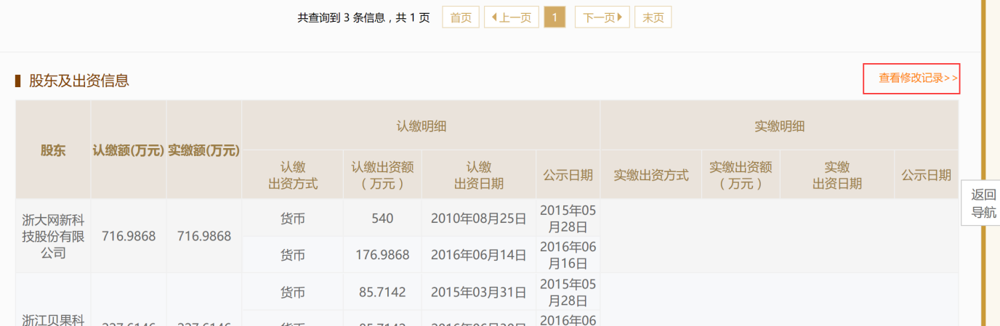 共查询到 3 条信息，共 1 页 首页 上一页 1 下一页 末页
股东及出资信息 查看修改记录>>
股东 认缴额(万元) 实缴额(万元) 认缴明细 实缴明细
认缴
出资方式
认缴出资额
（万元）
认缴
出资日期
公示日期
实缴出资方式
实缴出资额
（万元）
实缴
出资日期
公示日期
返回
导航
浙大网新科
技股份有限
公司
716.9868 716.9868
货币 540 2010年08月25日 2015年05
月28日
货币 176.9868 2016年06月14日 2016年06
月16日
浙江贝果科
货币 85.7142 2015年03月31日 2015年05
月28日
2016年06